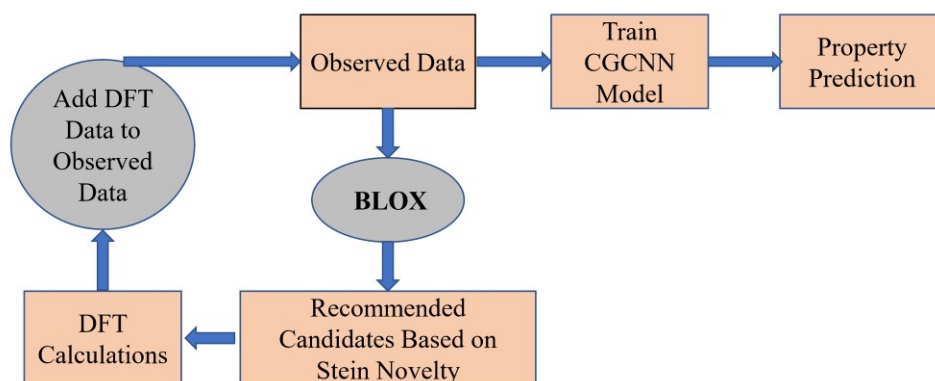 Observed Data
Train
CGCNN
Model
Property
Prediction
Add DFT
Data to
Observed
Data
BLOX
Recommended
Candidates Based on
Stein Novelty
DFT
Calculations